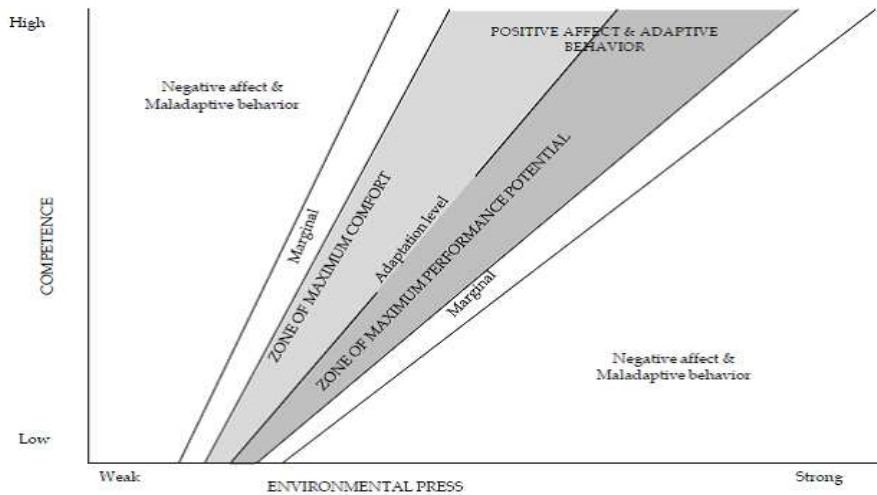 High
POSITIVE AFFECT & ADAPTIVE
BEHAVIOR
Negative affect &
Maladaptive behavior
COMPETENCE
Marginal
ZONE OF MAXIMUM COMFORT
Adaptation level
ZONE OF MAXIMUM PERFORMANCE POTENTIAL
Marginal
Negative affect &
Maladaptive behavior
Low
Weak
ENVIRONMENTAL PRESS
Strong